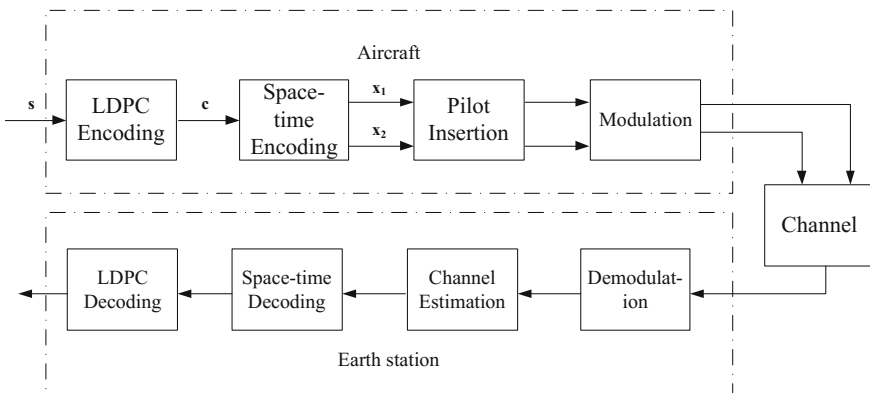 Aircraft
s
LDPC
Encoding
c
Space-
time
Encoding
x1
x2
Pilot
Insertion
Modulation
Channel
LDPC
Decoding
Space-time
Decoding
Channel
Estimation
Demodulat-
ion
Earth station